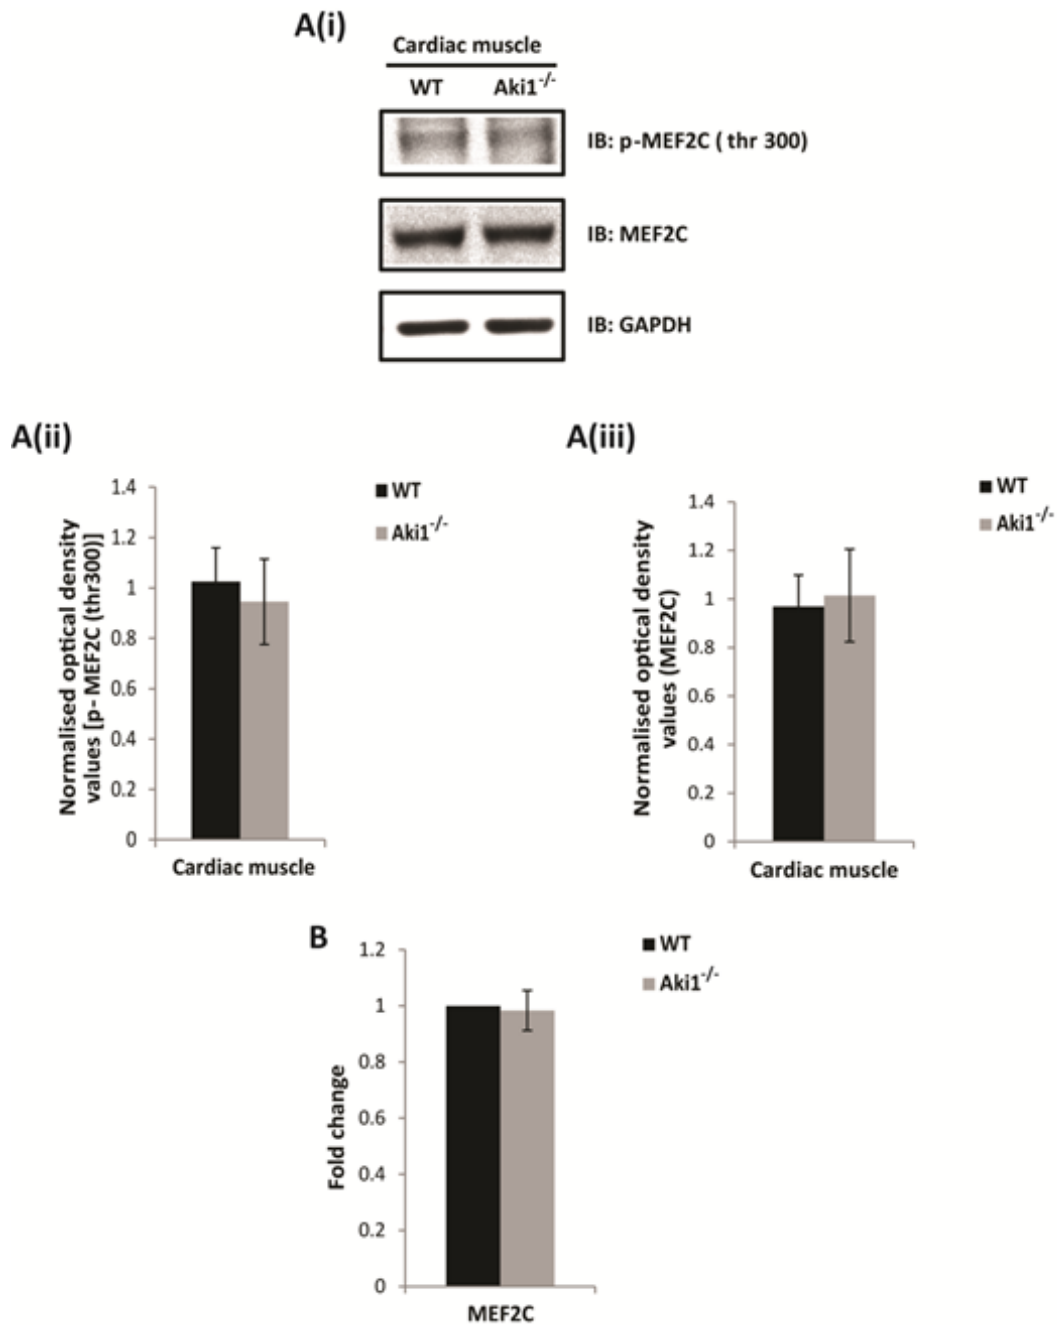 A(i)
Cardiac muscle
WT Aki1-/-
IB: p-MEF2C ( thr 300)
IB: MEF2C
IB: GAPDH
A(ii)
Normalised optical density
values [p- MEF2C (thr300)]
1.4
1.2
1
0.8
0.6
0.4
0.2
0
Cardiac muscle
WT
Aki1-/-
A(iii)
Normalised optical density
values (MEF2C)
1.4
1.2
1
0.8
0.6
0.4
0.2
0
Cardiac muscle
WT
Aki1-/-
B
Fold change
1.2
1
0.8
0.6
0.4
0.2
0
MEF2C
WT
Aki1-/-